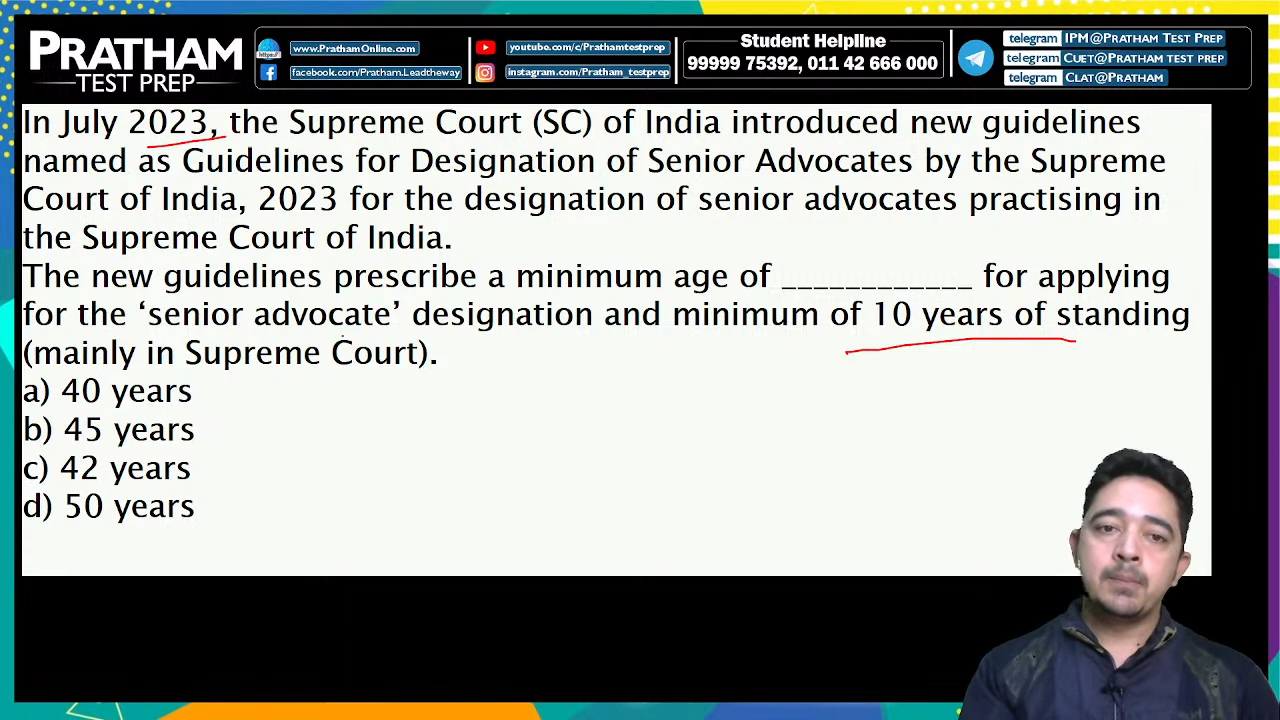 PRATHAM
TEST PREP
https://
www.PrathamOnline.com
facebook.com/Pratham.Leadtheway
youtube.com/c/Prathamtestprep
instagram.com/Pratham_testprep
Student Helpline
99999 75392, 011 42 666 000
telegram IPM@PRATHAM TEST PREP
telegram CUET@PRATHAM TEST PREP
telegram CLAT@PRATHAM
In July 2023, the Supreme Court (SC) of India introduced new guidelines
named as Guidelines for Designation of Senior Advocates by the Supreme
Court of India, 2023 for the designation of senior advocates practising in
the Supreme Court of India.
The new guidelines prescribe a minimum age of ____________ for applying
for the ‘senior advocate’ designation and minimum of 10 years of standing
(mainly in Supreme Court).
a) 40 years
b) 45 years
c) 42 years
d) 50 years